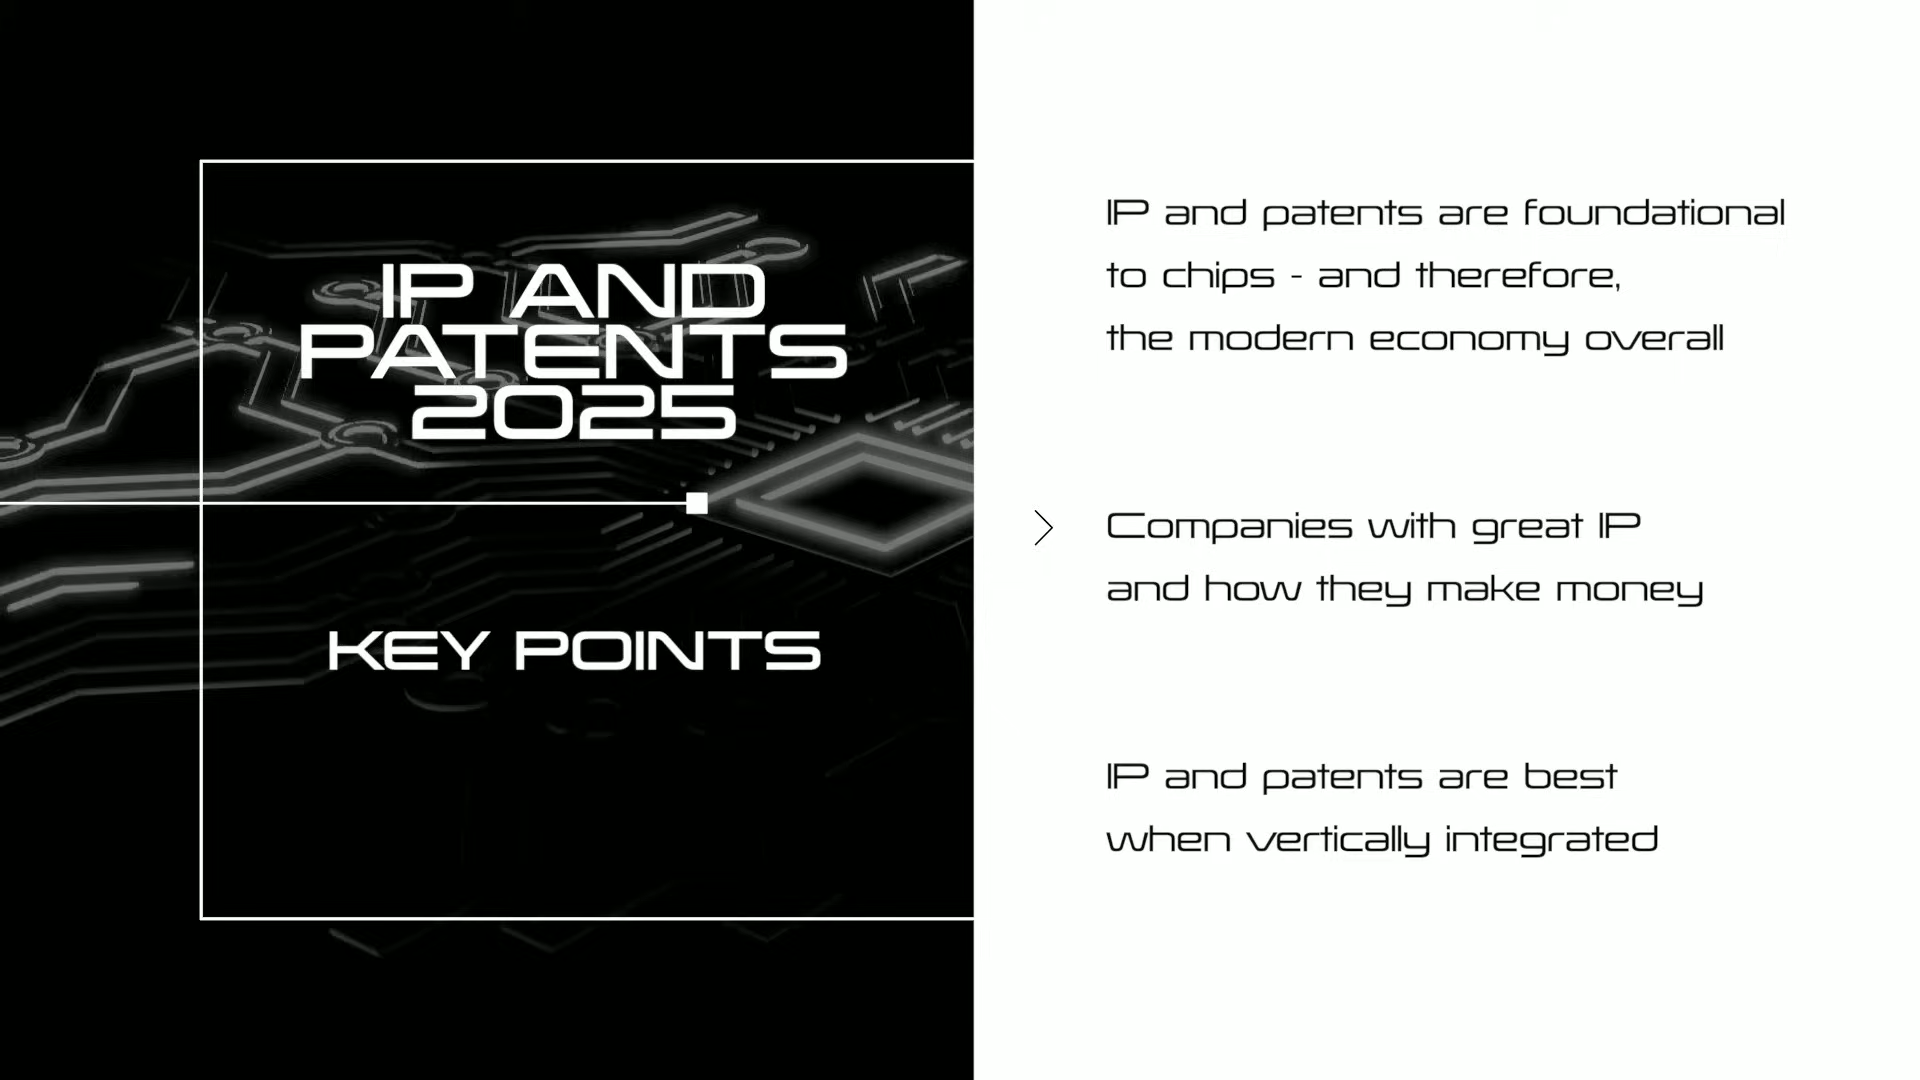 IP AND
PATENTS
2025
KEY POINTS
IP and patents are foundational
to chips - and therefore,
the modern economy overall
Companies with great IP
and how they make money
IP and patents are best
when vertically integrated